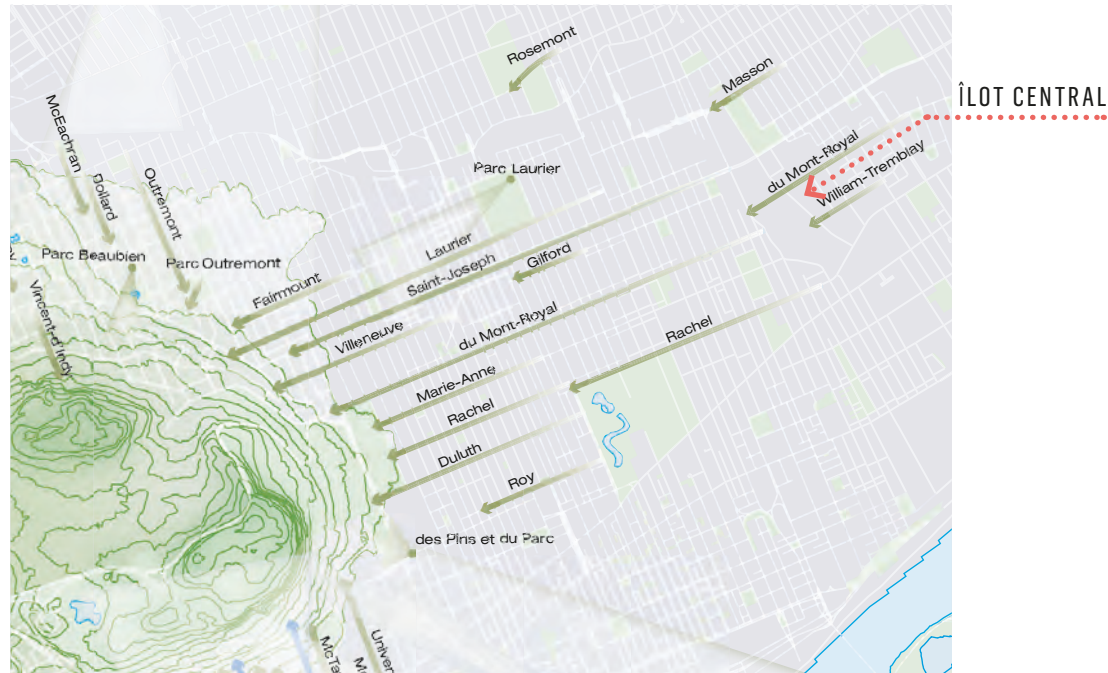 Rosemont
Masson
ÎLOT CENTRAL
McEachran
Dollard
Outremont
Parc Laurier
du Mont-Royal
William-Tremblay
Parc Beaubien
Parc Outremont
Laurier
Saint-Joseph
Gilford
Fairmount
Vincent-d'Indy
Villeneuve
du Mont-Royal
Rachel
Marie-Anne
Rachel
Duluth
Roy
des Pins et du Parc